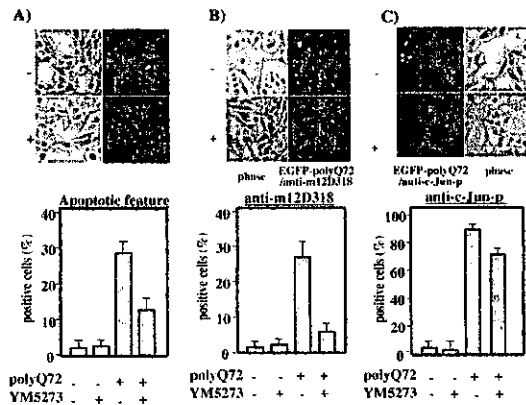 A)
B)
C)
-
+
-
+
-
+
phase
EGFP-polyQ72
/anti-m12D318
EGFP-polyQ72
/anti-c-Jun-p
phase
Apoptotic feature
anti-m12D318
anti-c-Jun-p
positive cells (%)
40
30
20
10
0
positive cells (%)
40
30
20
10
0
positive cells (%)
100
80
60
40
20
0
polyQ72 - - + +
YM5273 - + - +
polyQ72 - - + +
YM5273 - + - +
polyQ72 - - + +
YM5273 - + - +